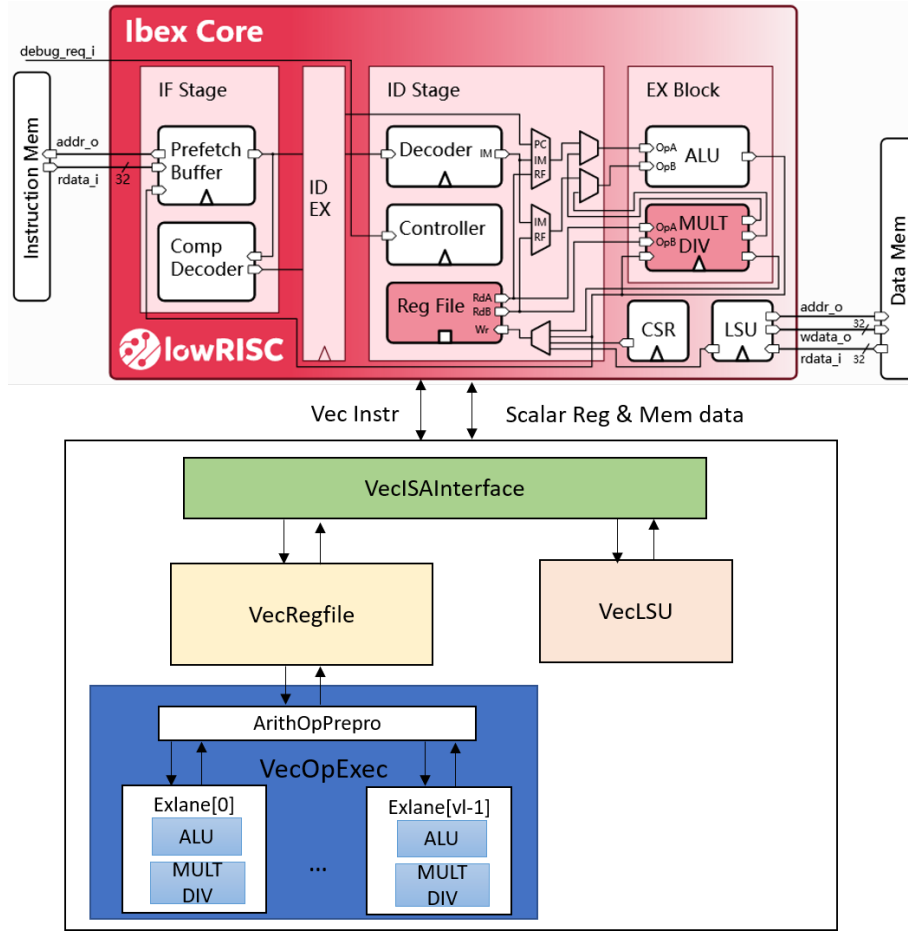 Ibex Core
debug_req_i
IF Stage
ID Stage
EX Block
Instruction Mem
addr_o
rdata_i
32
Prefetch
Buffer
Comp
Decoder
ID
EX
Decoder
IM
Controller
Reg File
RdA
RdB
Wr
PC
IM
RF
IM
RF
OpA
OpB
ALU
OpA
OpB
MULT
DIV
CSR
LSU
addr_o
32
wdata_o
rdata_i
32
Data Mem
lowRISC
Vec Instr
Scalar Reg & Mem data
VecISAInterface
VecRegfile
VecLSU
ArithOpPrepro
VecOpExec
Exlane[0]
ALU
MULT
DIV
...
Exlane[vl-1]
ALU
MULT
DIV